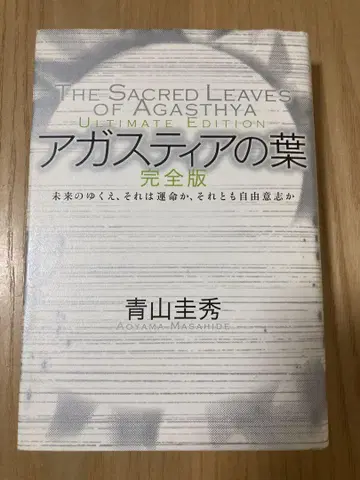 THE SACRED LEAVES
OF AGASTHYA
ULTIMATE EDITION
アガスティアの葉
完全版
未来のゆくえ、それは運命か、それとも自由意志か
青山圭秀
AOYAMA MASAHIDE